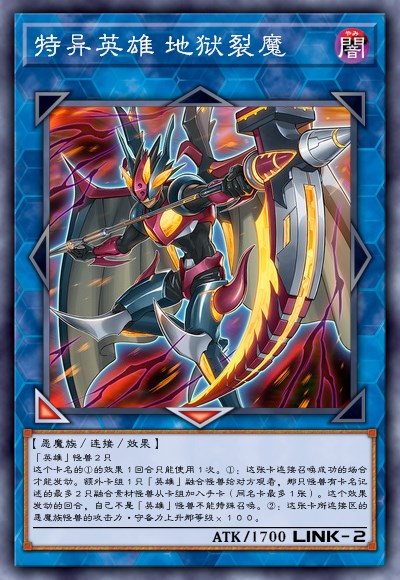 特异英雄 地狱裂魔
やみ
闇
【恶魔族／连接／效果】
「英雄」怪兽2只
这个卡名的①的效果1回合只能使用1次。①：这张卡连接召唤成功的场合
才能发动。额外卡组1只「英雄」融合怪兽给对方观看，那只怪兽有卡名记
述的最多2只融合素材怪兽从卡组加入手卡（同名卡最多1张）。这个效果
发动的回合，自己不是「英雄」怪兽不能特殊召唤。②：这张卡所连接区的
恶魔族怪兽的攻击力·守备力上升那等级×100。
ATK/1700 LINK-2